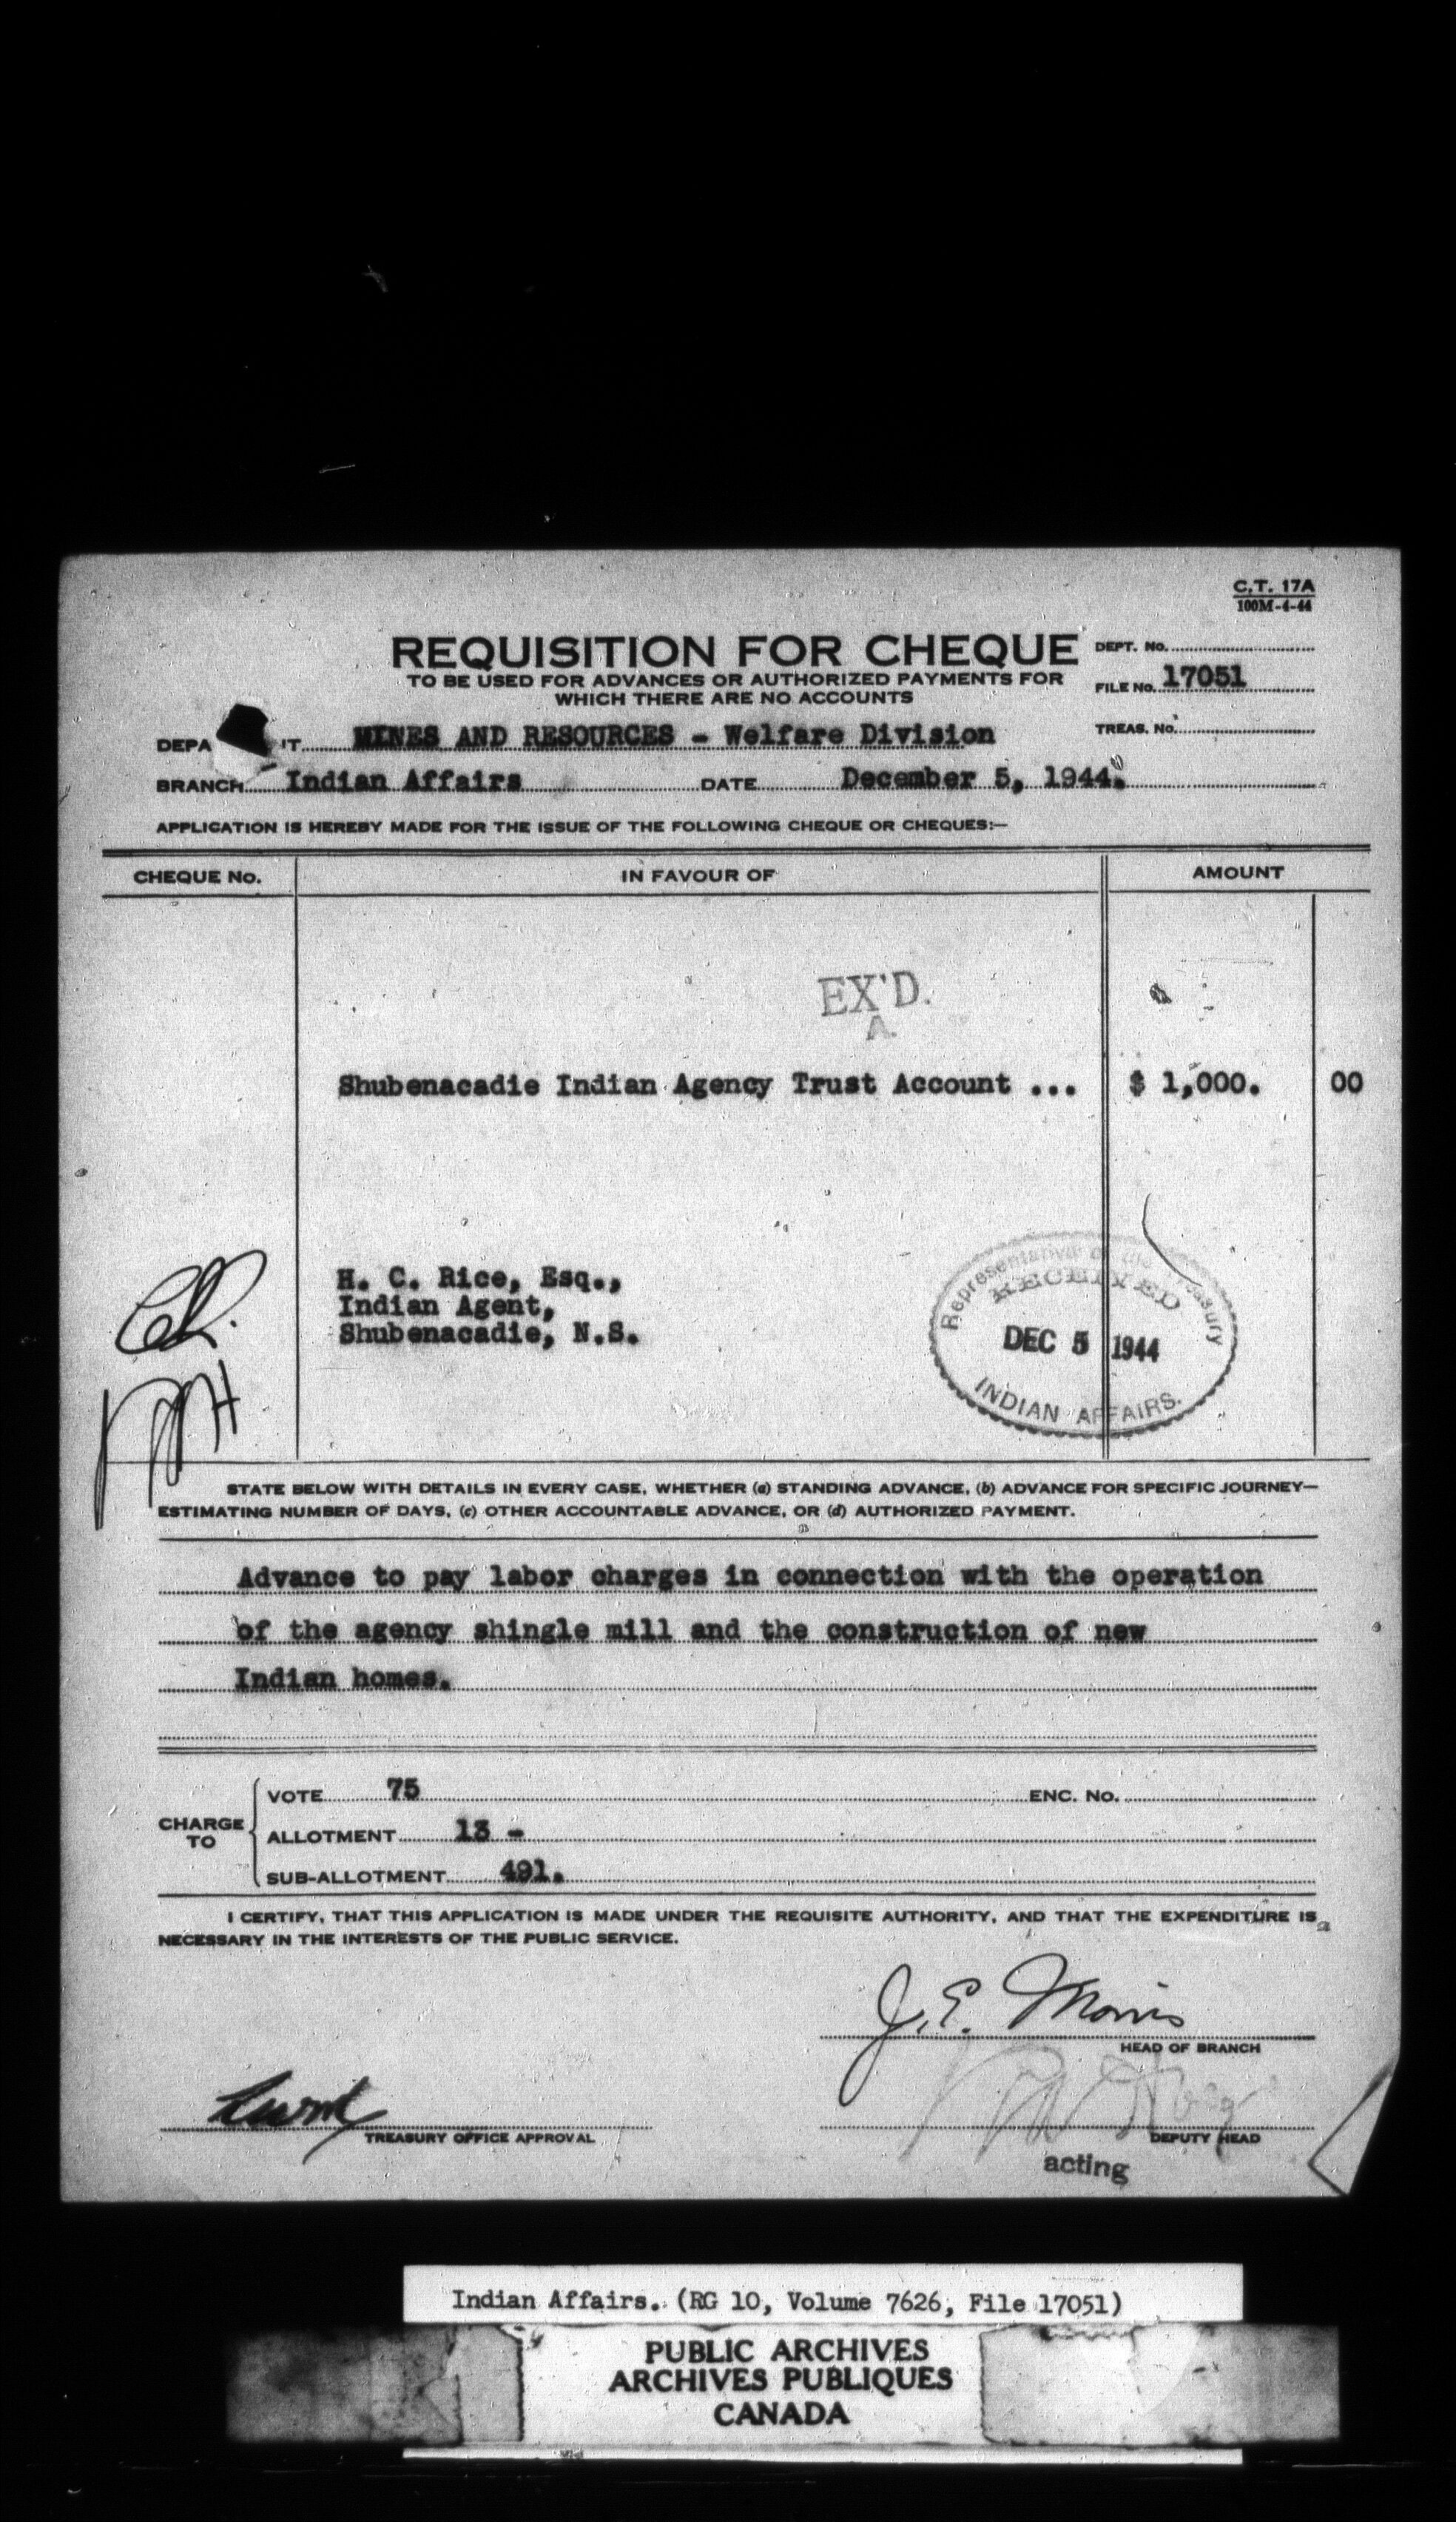 C.T. 17A
100M-4-44
REQUISITION FOR CHEQUE
TO BE USED FOR ADVANCES OR AUTHORIZED PAYMENTS FOR
WHICH THERE ARE NO ACCOUNTS
DEPT. No.
FILE No. 17051
TREAS. No.
DEPA T MINES AND RESOURCES - Welfare Division
BRANCH Indian Affairs DATE December 5, 1944.
APPLICATION IS HEREBY MADE FOR THE ISSUE OF THE FOLLOWING CHEQUE OR CHEQUES:—
CHEQUE No. IN FAVOUR OF AMOUNT
EX'D.
A.
Shubenacadie Indian Agency Trust Account ... $ 1,000. 00
H. C. Rice, Esq.,
Indian Agent,
Shubenacadie, N.S.
Representative of the Treasury
RECEIVED
DEC 5 1944
INDIAN AFFAIRS.
STATE BELOW WITH DETAILS IN EVERY CASE, WHETHER (a) STANDING ADVANCE, (b) ADVANCE FOR SPECIFIC JOURNEY—
ESTIMATING NUMBER OF DAYS, (c) OTHER ACCOUNTABLE ADVANCE, OR (d) AUTHORIZED PAYMENT.
Advance to pay labor charges in connection with the operation
of the agency shingle mill and the construction of new
Indian homes.
CHARGE TO
VOTE 75 ENC. No.
ALLOTMENT 13 -
SUB-ALLOTMENT 491.
I CERTIFY, THAT THIS APPLICATION IS MADE UNDER THE REQUISITE AUTHORITY, AND THAT THE EXPENDITURE IS
NECESSARY IN THE INTERESTS OF THE PUBLIC SERVICE.
J. E. Morris
HEAD OF BRANCH
TREASURY OFFICE APPROVAL
DEPUTY HEAD
acting
Indian Affairs. (RG 10, Volume 7626, File 17051)
PUBLIC ARCHIVES
ARCHIVES PUBLIQUES
CANADA